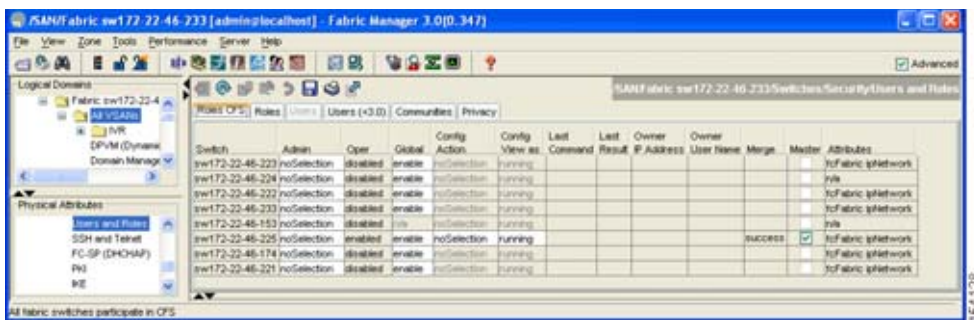 /SAN/Fabric sw172-22-46-233 [admin@localhost] - Fabric Manager 3.0(0.347)
File View Zone Tools Performance Server Help
Advanced
Logical Domains
/SAN/Fabric sw172-22-46-233/Switches/Security/Users and Roles
Fabric sw172-22-4
All VSANs
IVR
DPVM (Dynamic
Domain Manage
Roles CFS Roles Users Users (<3.0) Communities Privacy
Switch Admin Oper Global Config Action Config View as Last Command Last Result Owner IP Address Owner User Name Merge Master Attributes
sw172-22-46-223 noSelection disabled enable noSelection running fcFabric ipNetwork
sw172-22-46-224 noSelection disabled enable noSelection running n/a
sw172-22-46-222 noSelection disabled enable noSelection running fcFabric ipNetwork
sw172-22-46-233 noSelection disabled enable noSelection running fcFabric ipNetwork
sw172-22-46-153 noSelection disabled n/a noSelection running n/a
sw172-22-46-225 noSelection enabled enable noSelection running success fcFabric ipNetwork
sw172-22-46-174 noSelection disabled enable noSelection running fcFabric ipNetwork
sw172-22-46-221 noSelection disabled enable noSelection running fcFabric ipNetwork
Physical Attributes
Users and Roles
SSH and Telnet
FC-SP (DHCHAP)
PKI
IKE
All fabric switches participate in CFS